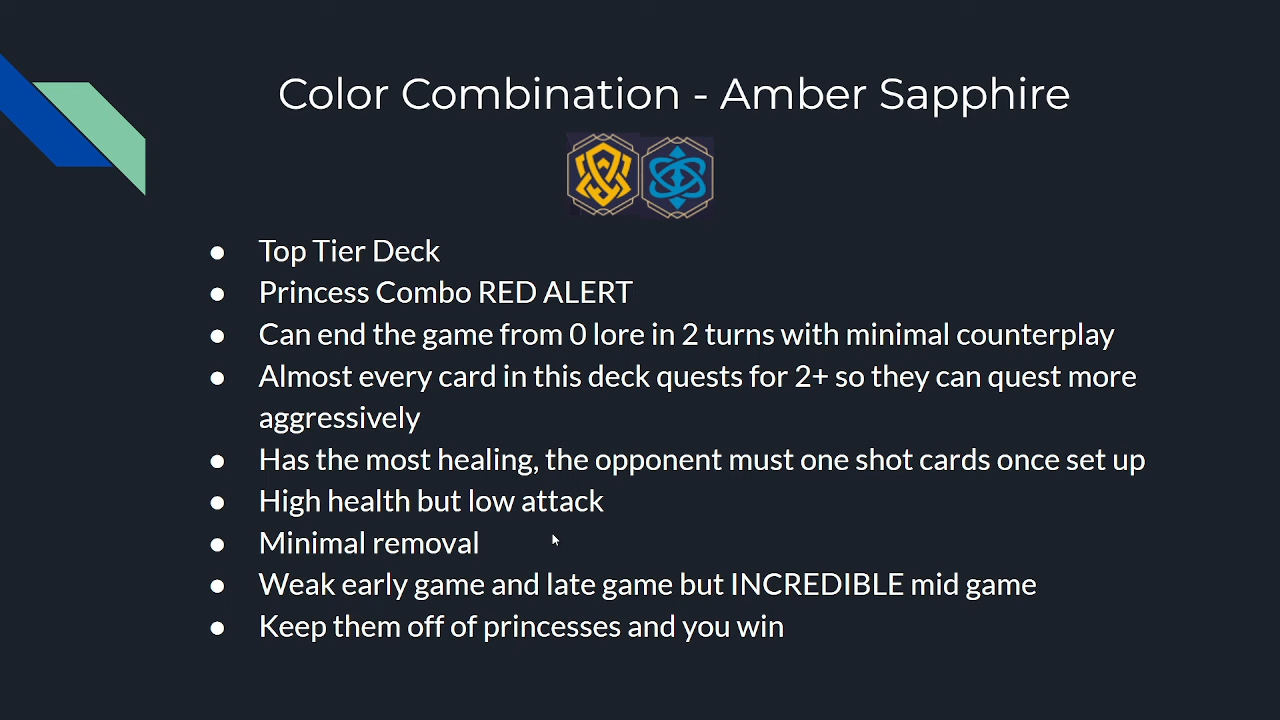 Color Combination - Amber Sapphire
● Top Tier Deck
● Princess Combo RED ALERT
● Can end the game from 0 lore in 2 turns with minimal counterplay
● Almost every card in this deck quests for 2+ so they can quest more
aggressively
● Has the most healing, the opponent must one shot cards once set up
● High health but low attack
● Minimal removal
● Weak early game and late game but INCREDIBLE mid game
● Keep them off of princesses and you win